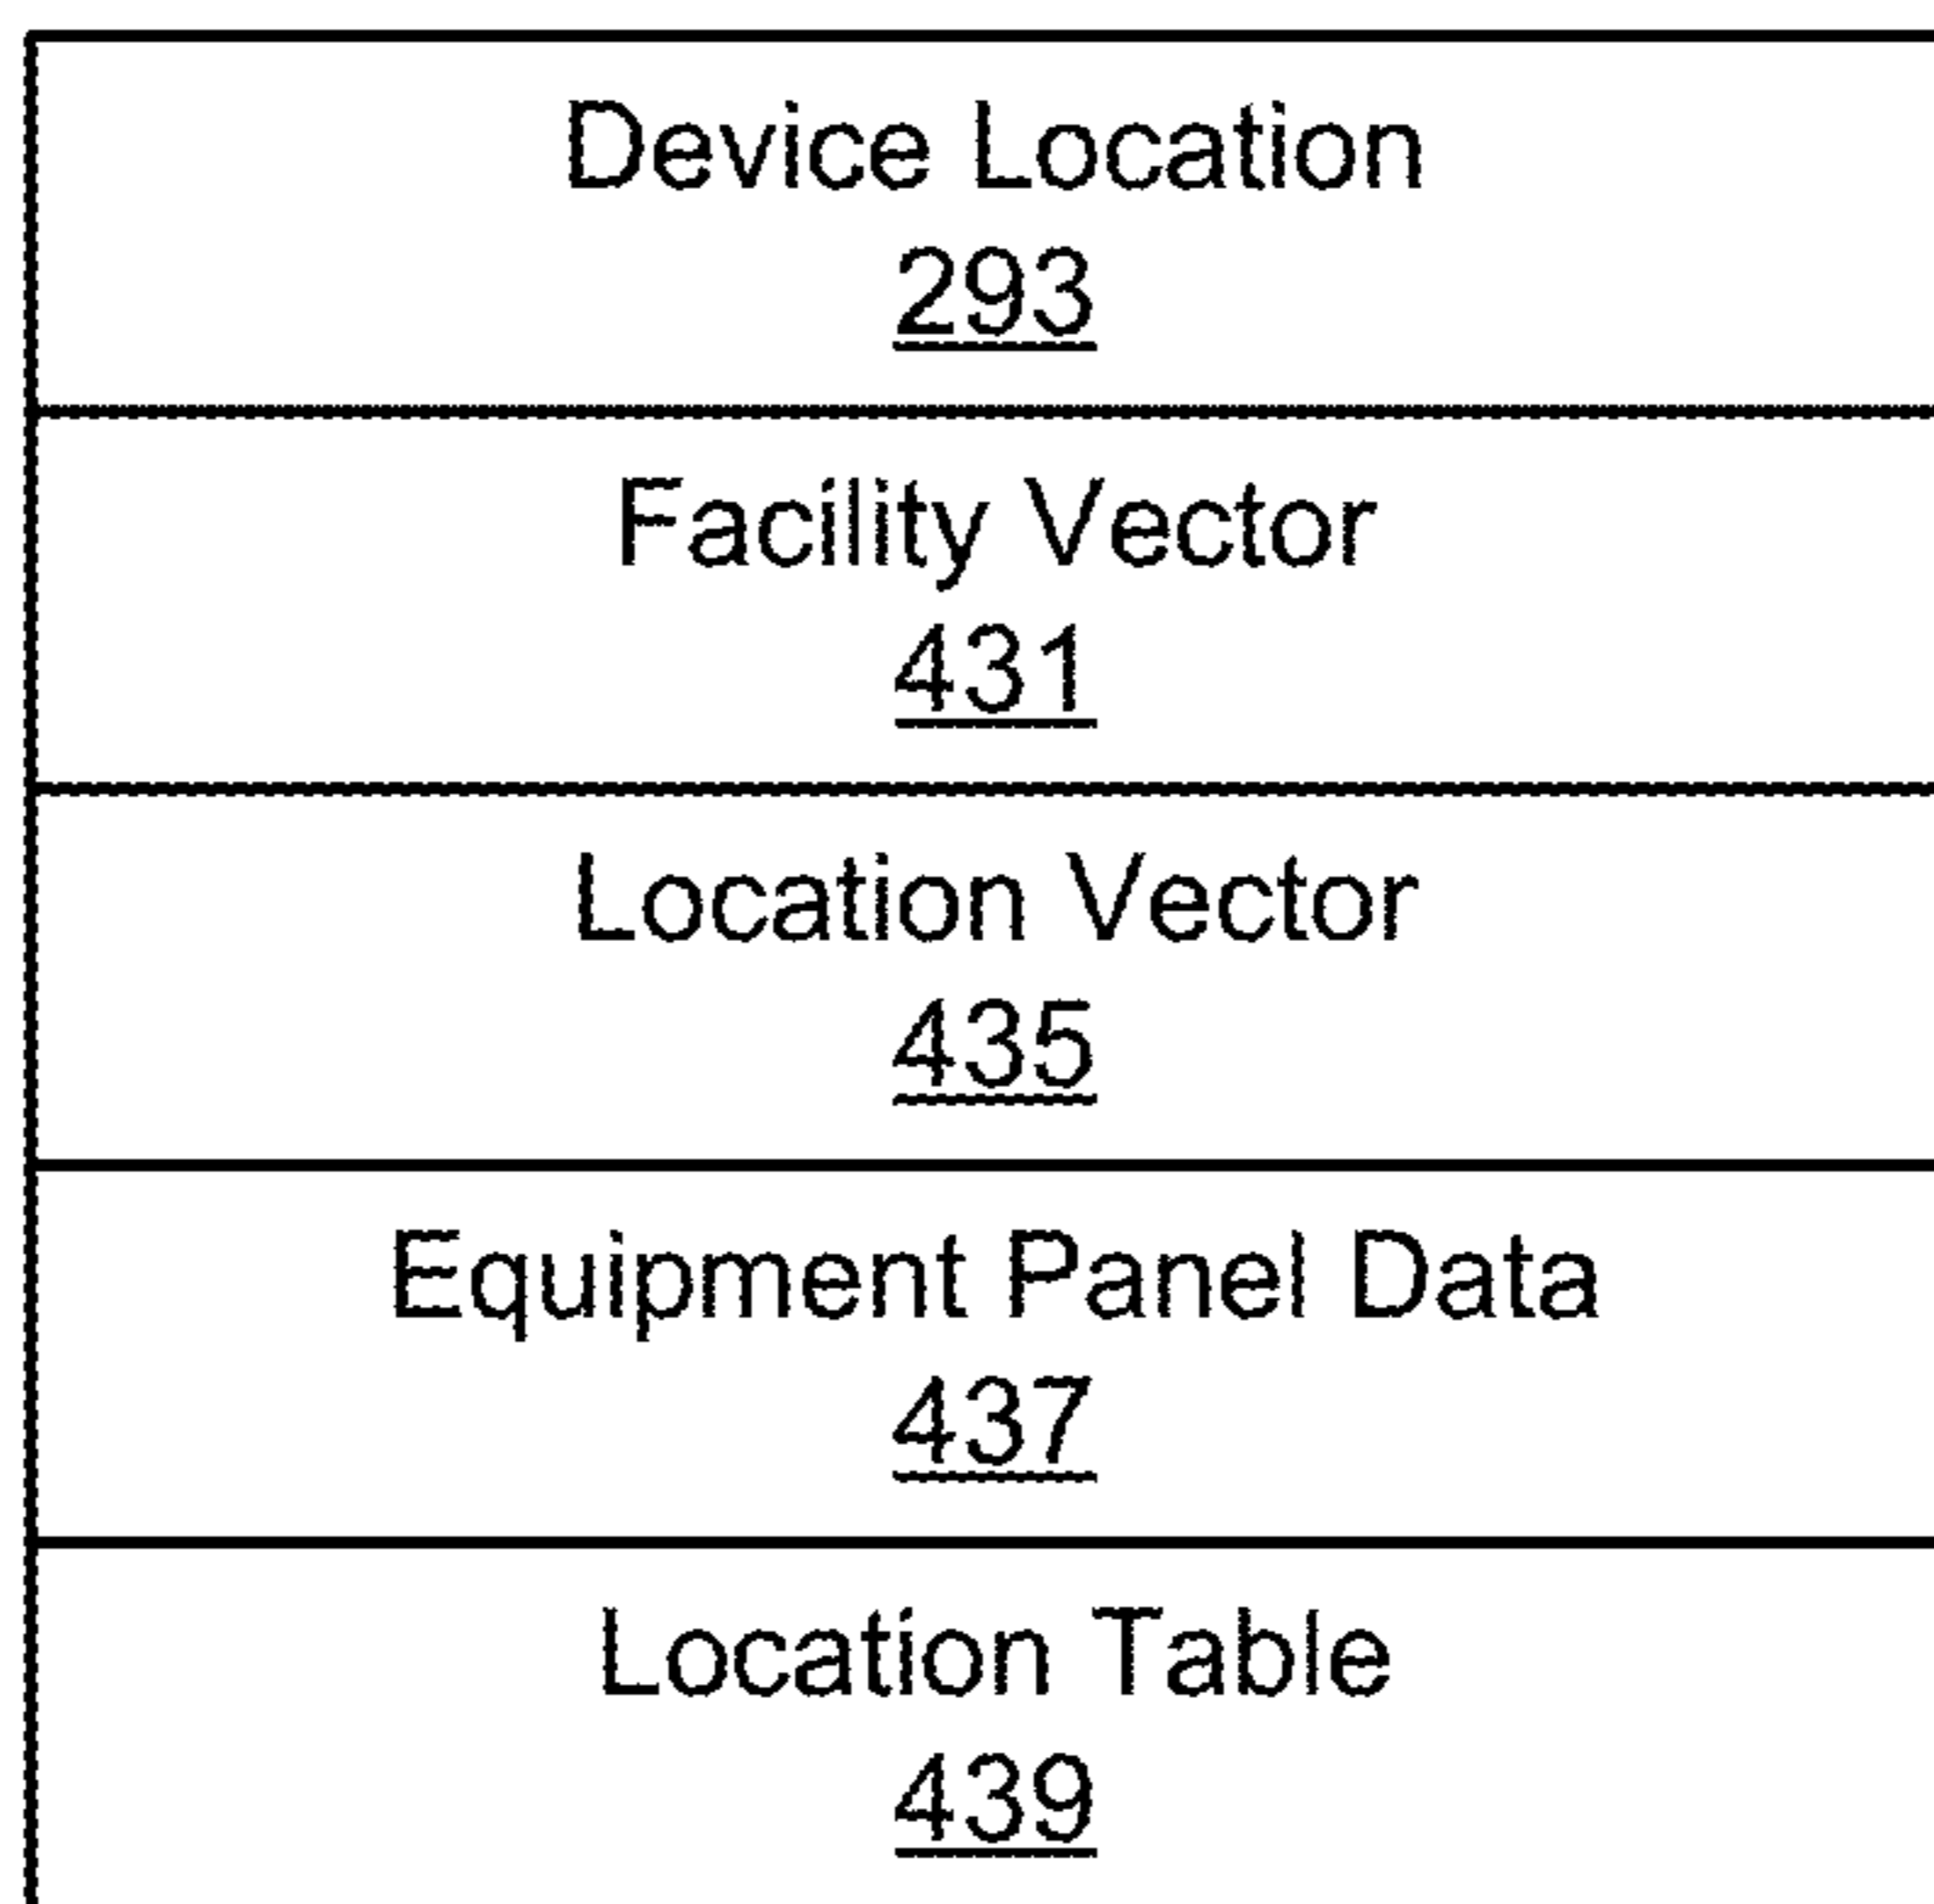 Device Location
293
Facility Vector
431
Location Vector
435
Equipment Panel Data
437
Location Table
439